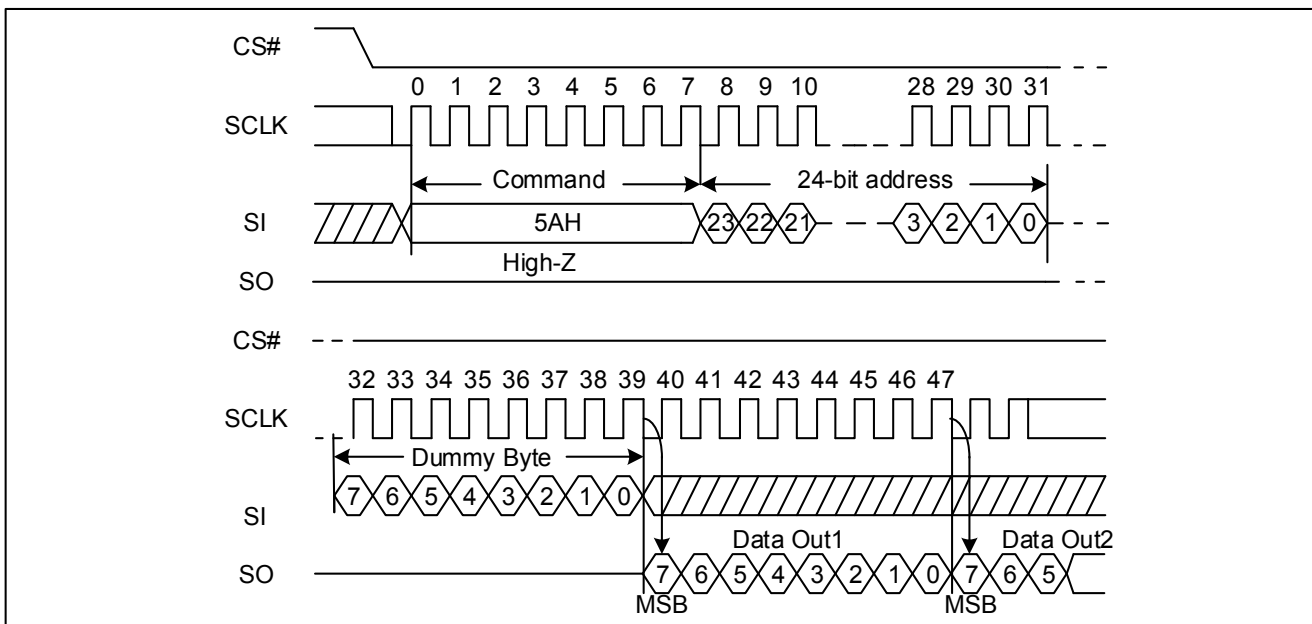 CS#
0 1 2 3 4 5 6 7 8 9 10 28 29 30 31
SCLK
Command 24-bit address
SI 5AH 23 22 21 3 2 1 0
High-Z
SO
CS#
32 33 34 35 36 37 38 39 40 41 42 43 44 45 46 47
SCLK
Dummy Byte
7 6 5 4 3 2 1 0
SI
Data Out1 Data Out2
SO 7 6 5 4 3 2 1 0 7 6 5
MSB MSB